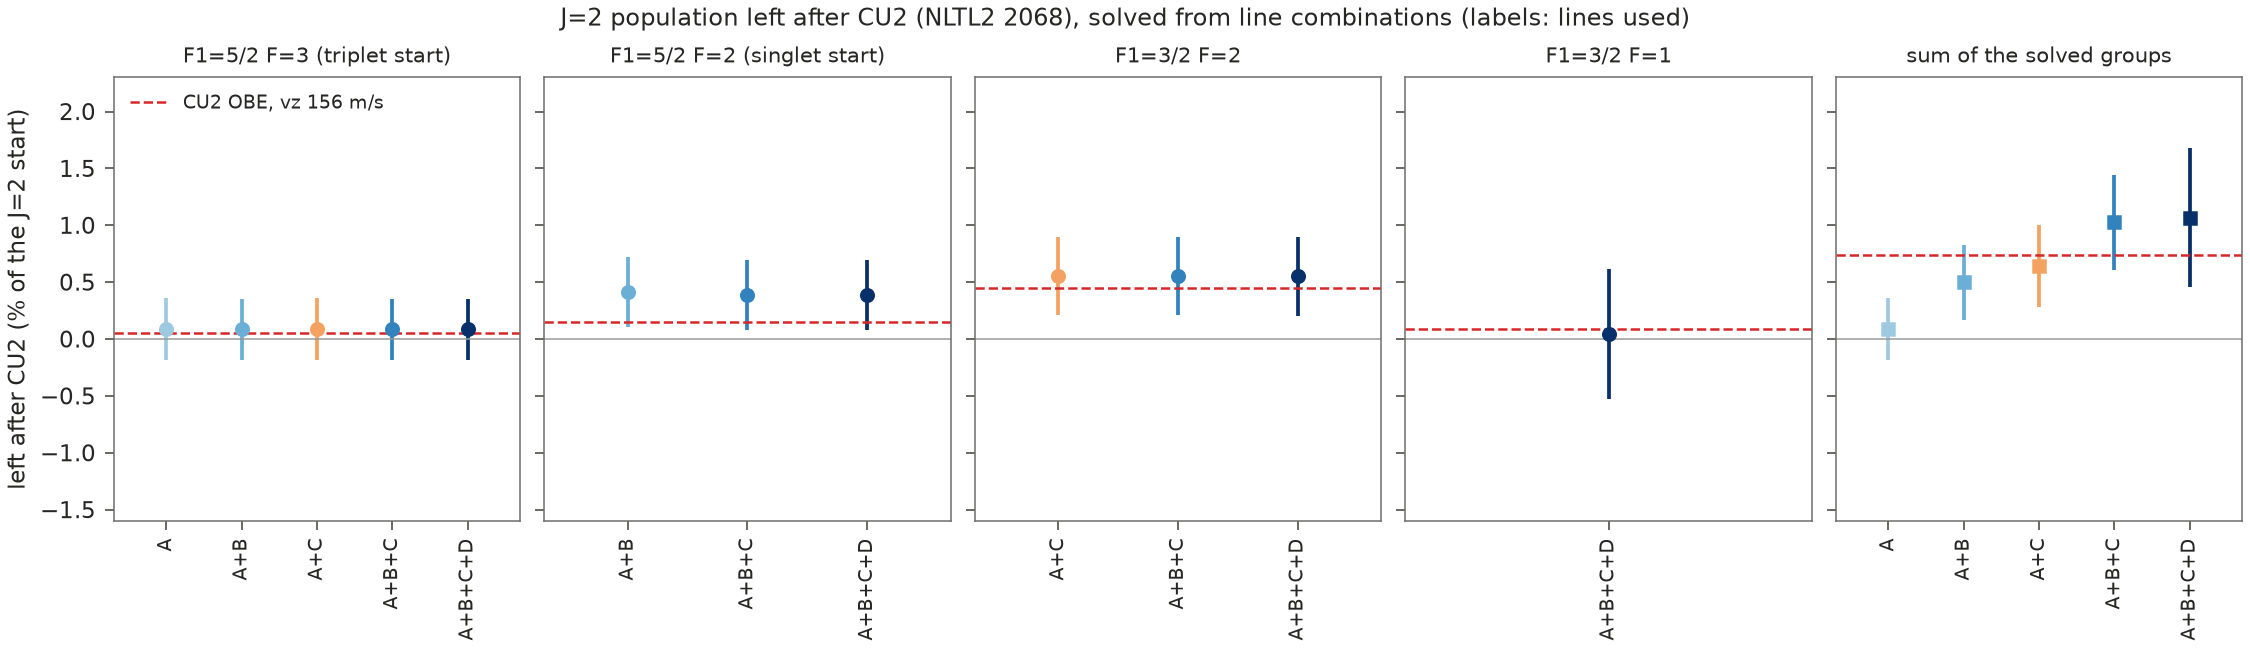 J=2 population left after CU2 (NLTL2 2068), solved from line combinations (labels: lines used)
F1=5/2 F=3 (triplet start)
F1=5/2 F=2 (singlet start)
F1=3/2 F=2
F1=3/2 F=1
sum of the solved groups
left after CU2 (% of the J=2 start)
CU2 OBE, vz 156 m/s
2.0
1.5
1.0
0.5
0.0
−0.5
−1.0
−1.5
A
A+B
A+C
A+B+C
A+B+C+D
A+B
A+B+C
A+B+C+D
A+C
A+B+C
A+B+C+D
A+B+C+D
A
A+B
A+C
A+B+C
A+B+C+D